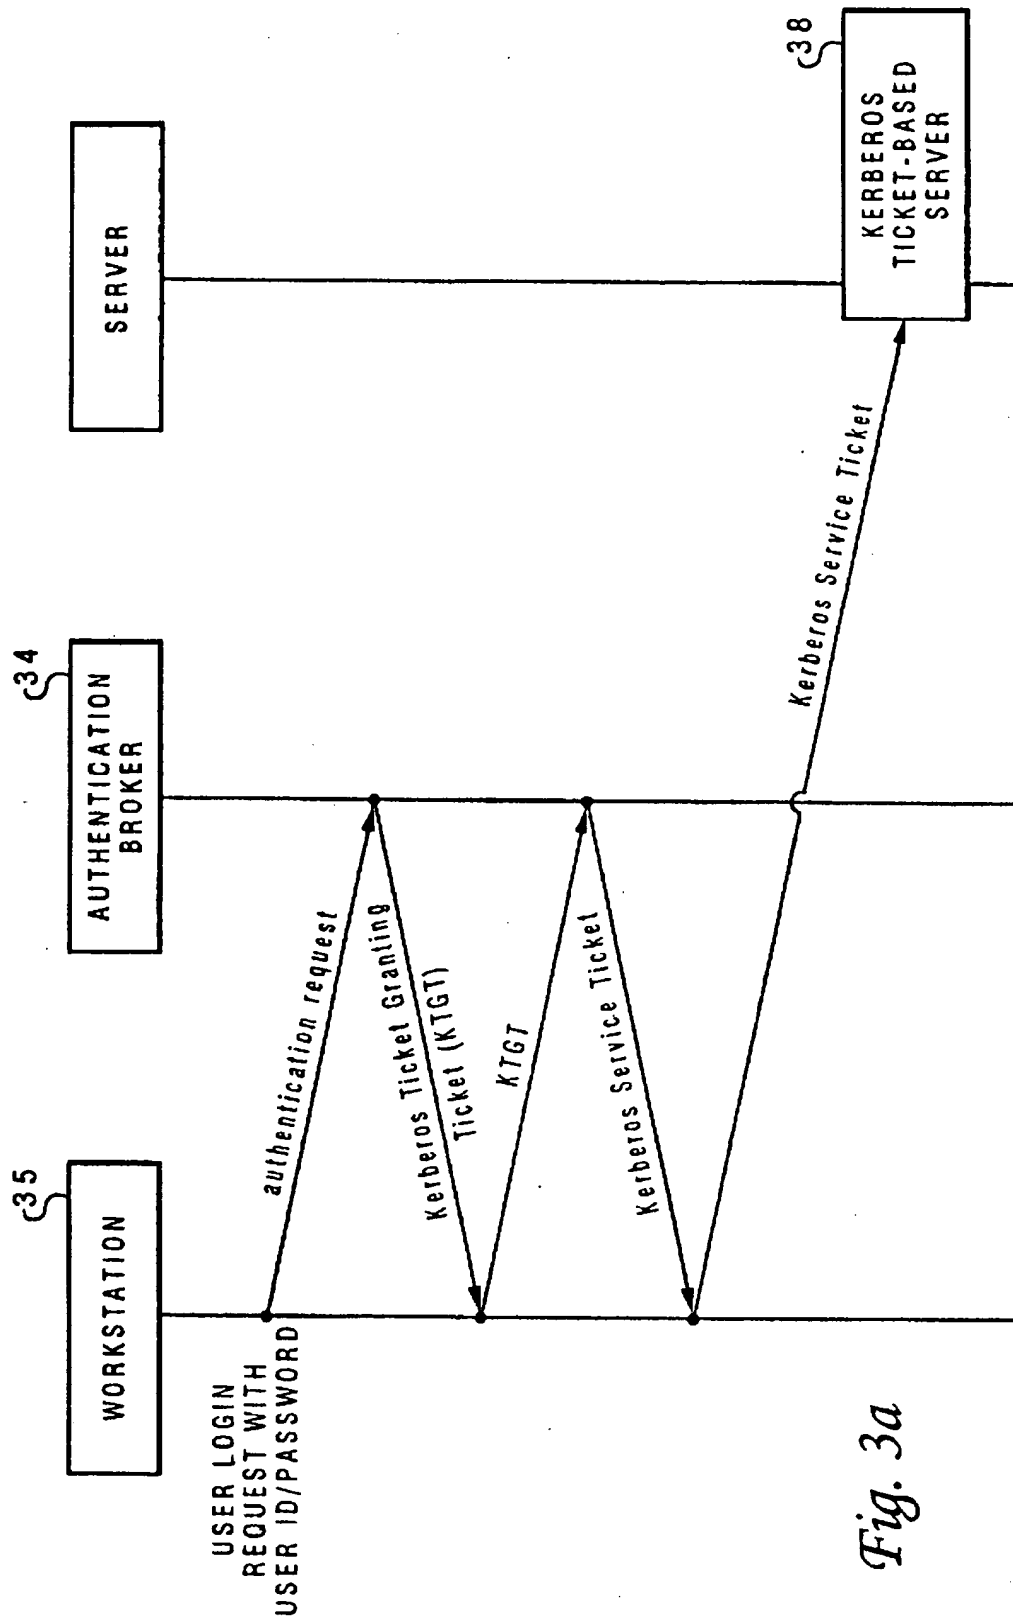 35
WORKSTATION
34
AUTHENTICATION
BROKER
SERVER
USER LOGIN
REQUEST WITH
USER ID/PASSWORD
authentication request
Kerberos Ticket Granting
Ticket (KTGT)
KTGT
Kerberos Service Ticket
Kerberos Service Ticket
38
KERBEROS
TICKET-BASED
SERVER
Fig. 3a